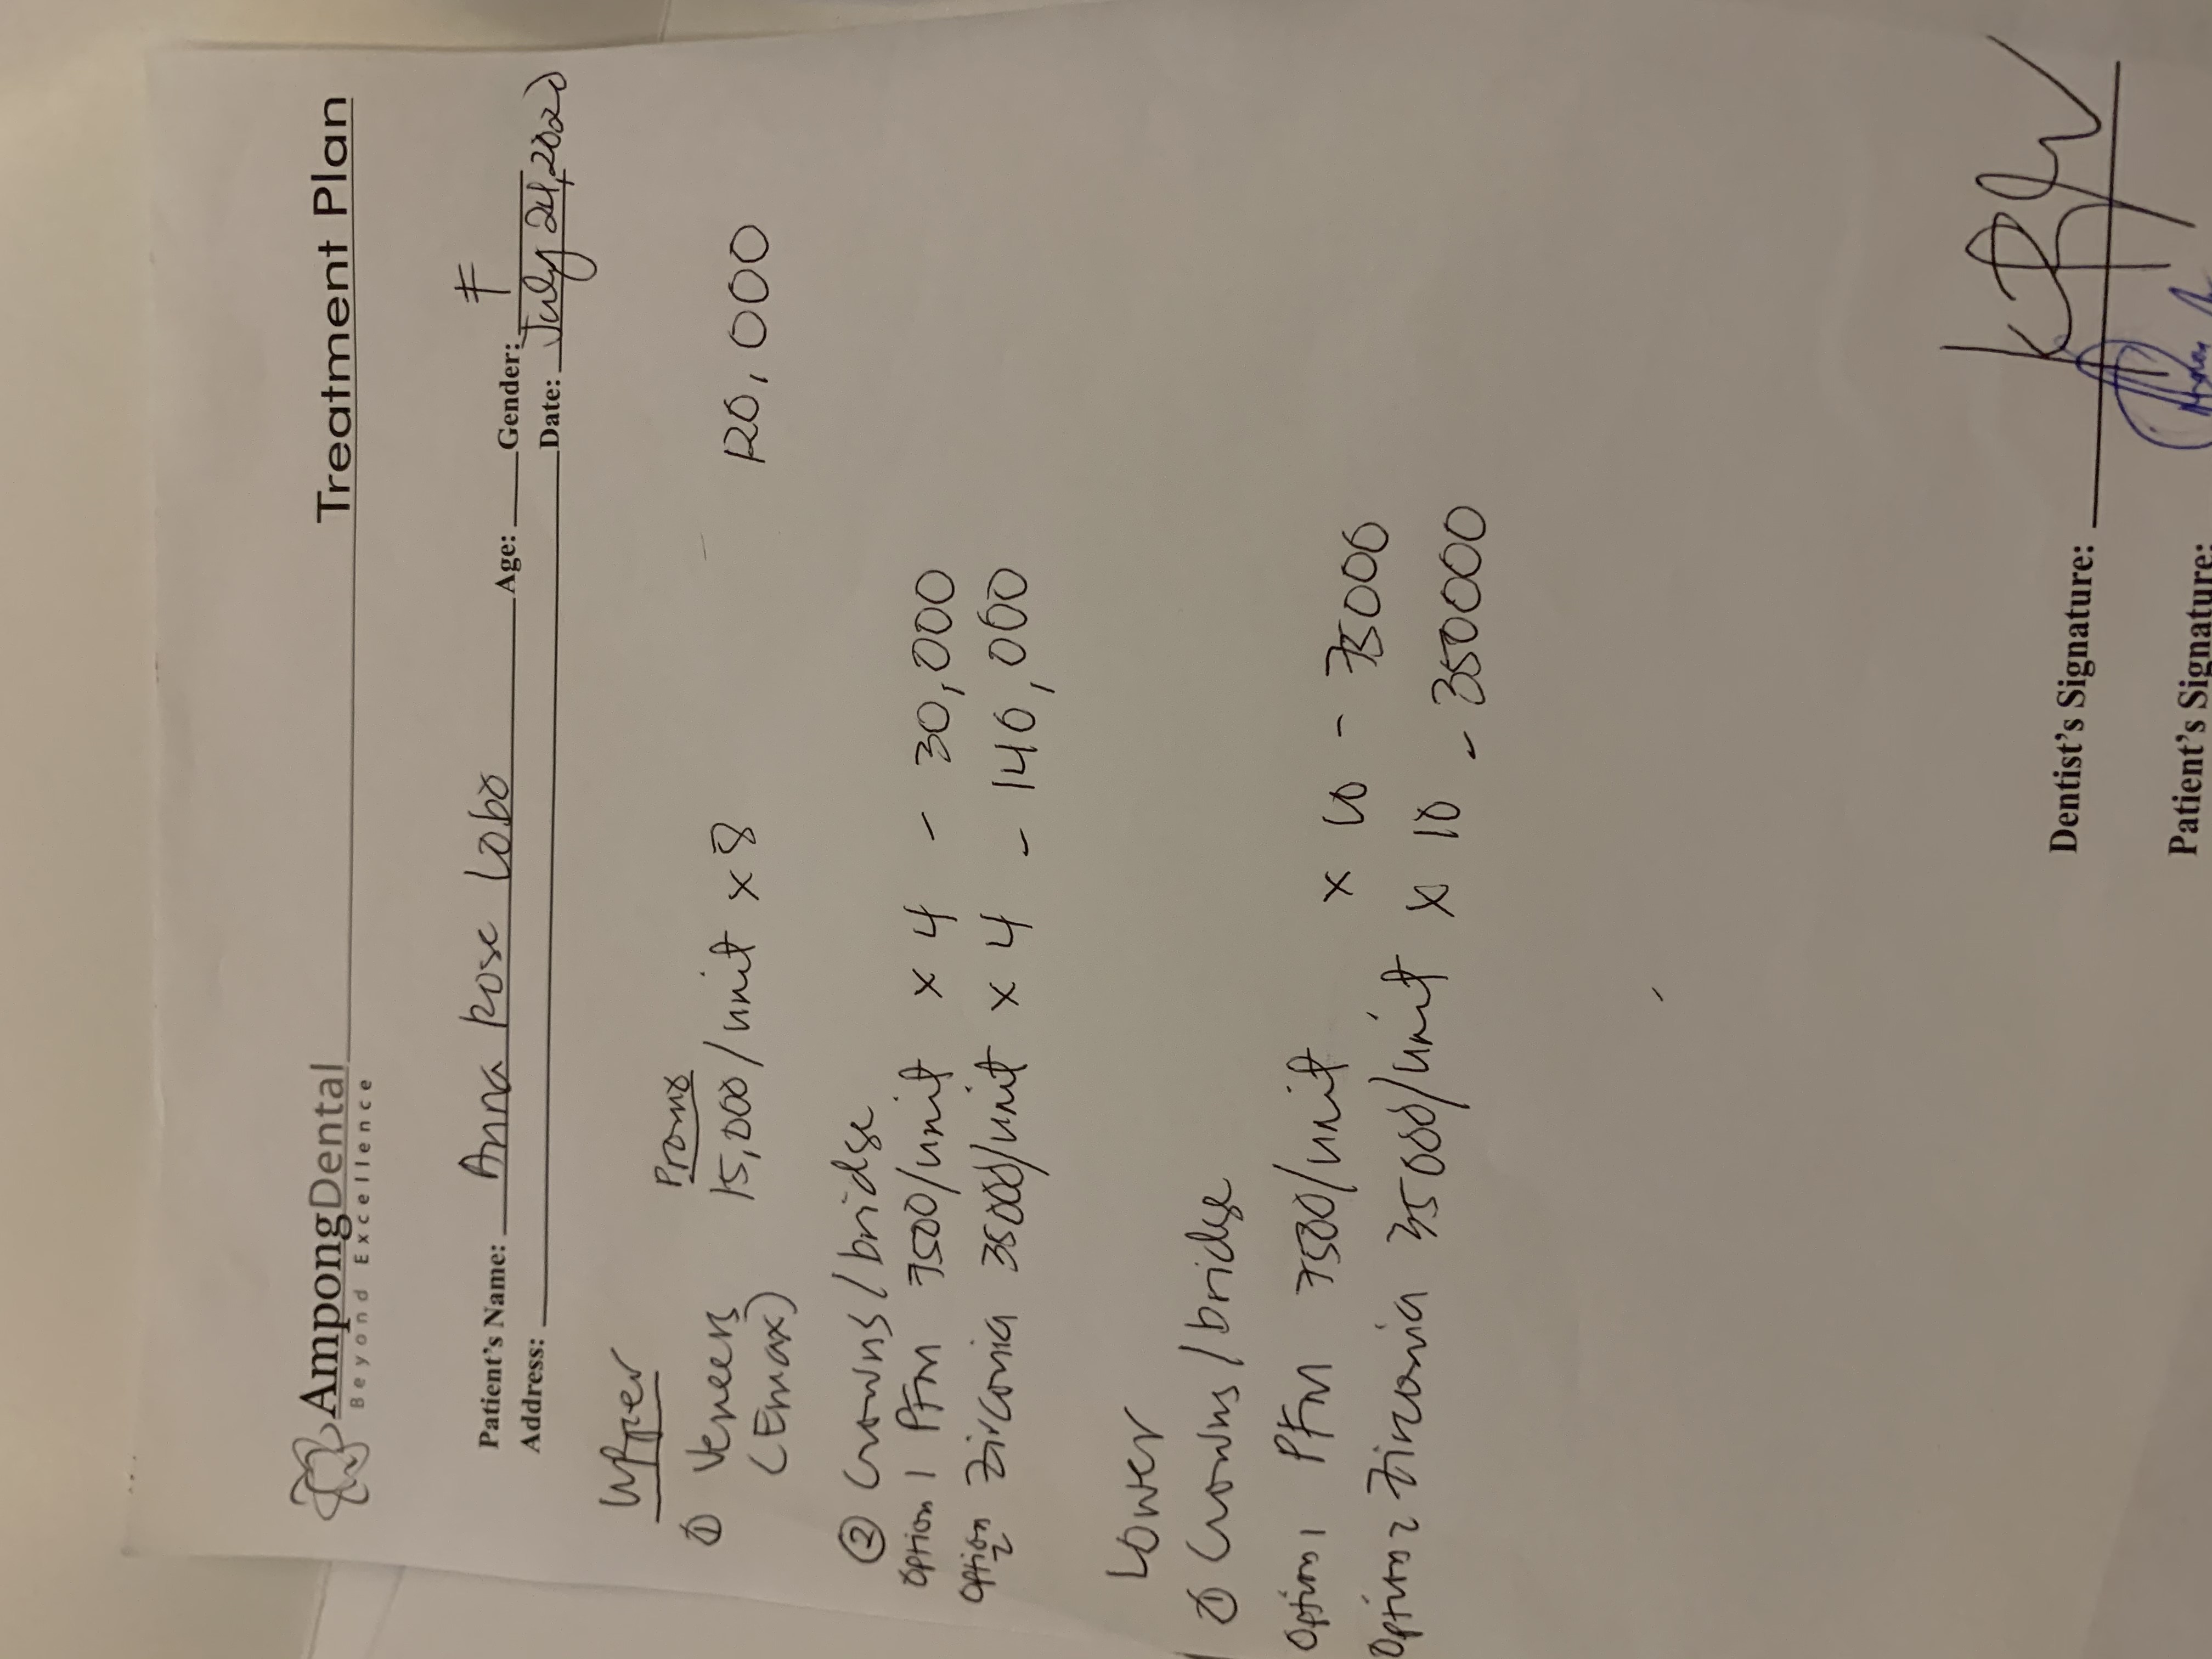 AmpongDental
Beyond Excellence
Treatment Plan
Patient's Name: Anna Rose Lobo Age: Gender: F
Address: Date: July 24, 2020
Upper
Promo
① Veneers 15,000/unit x 8 - 120,000
(Emax)
② Crowns/bridge
Option 1 PFM 7500/unit x 4 - 30,000
Option 2 Zirconia 35000/unit x 4 - 140,000
Lower
① Crowns/bridge
Option 1 PFM 7500/unit x 10 - 75000
Option 2 Zirconia 35000/unit x 10 - 350000
Dentist's Signature:
Patient's Signature: